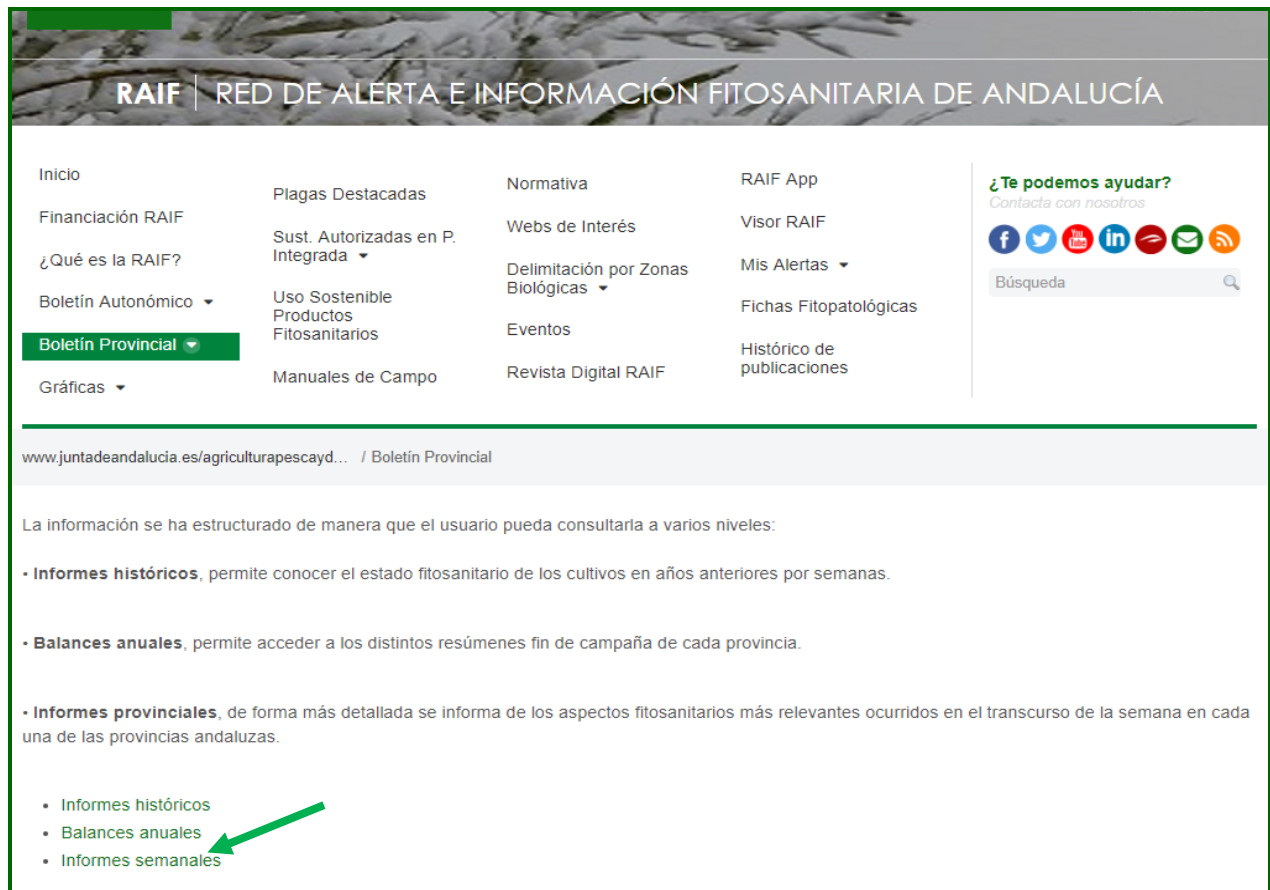 RAIF | RED DE ALERTA E INFORMACIÓN FITOSANITARIA DE ANDALUCÍA
Inicio
Financiación RAIF
¿Qué es la RAIF?
Boletín Autonómico
Boletín Provincial
Gráficas
Plagas Destacadas
Sust. Autorizadas en P.
Integrada
Uso Sostenible
Productos
Fitosanitarios
Manuales de Campo
Normativa
Webs de Interés
Delimitación por Zonas
Biológicas
Eventos
Revista Digital RAIF
RAIF App
Visor RAIF
Mis Alertas
Fichas Fitopatológicas
Histórico de
publicaciones
¿Te podemos ayudar?
Contacta con nosotros
f You Tube in
Búsqueda
www.juntadeandalucia.es/agriculturapescayd... / Boletín Provincial
La información se ha estructurado de manera que el usuario pueda consultarla a varios niveles:
• Informes históricos, permite conocer el estado fitosanitario de los cultivos en años anteriores por semanas.
• Balances anuales, permite acceder a los distintos resúmenes fin de campaña de cada provincia.
• Informes provinciales, de forma más detallada se informa de los aspectos fitosanitarios más relevantes ocurridos en el transcurso de la semana en cada
una de las provincias andaluzas.
• Informes históricos
• Balances anuales
• Informes semanales